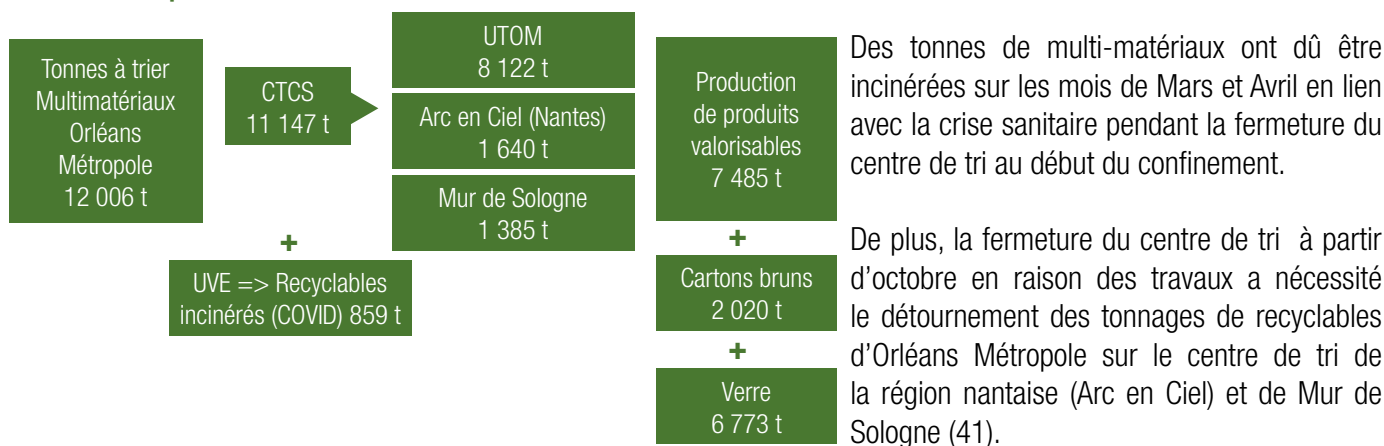 Tonnes à trier
Multimatériaux
Orléans
Métropole
12 006 t
CTCS
11 147 t
+
UVE => Recyclables
incinérés (COVID) 859 t
UTOM
8 122 t
Arc en Ciel (Nantes)
1 640 t
Mur de Sologne
1 385 t
Production
de produits
valorisables
7 485 t
+
Cartons bruns
2 020 t
+
Verre
6 773 t
Des tonnes de multi-matériaux ont dû être
incinérées sur les mois de Mars et Avril en lien
avec la crise sanitaire pendant la fermeture du
centre de tri au début du confinement.
De plus, la fermeture du centre de tri à partir
d’octobre en raison des travaux a nécessité
le détournement des tonnages de recyclables
d’Orléans Métropole sur le centre de tri de
la région nantaise (Arc en Ciel) et de Mur de
Sologne (41).